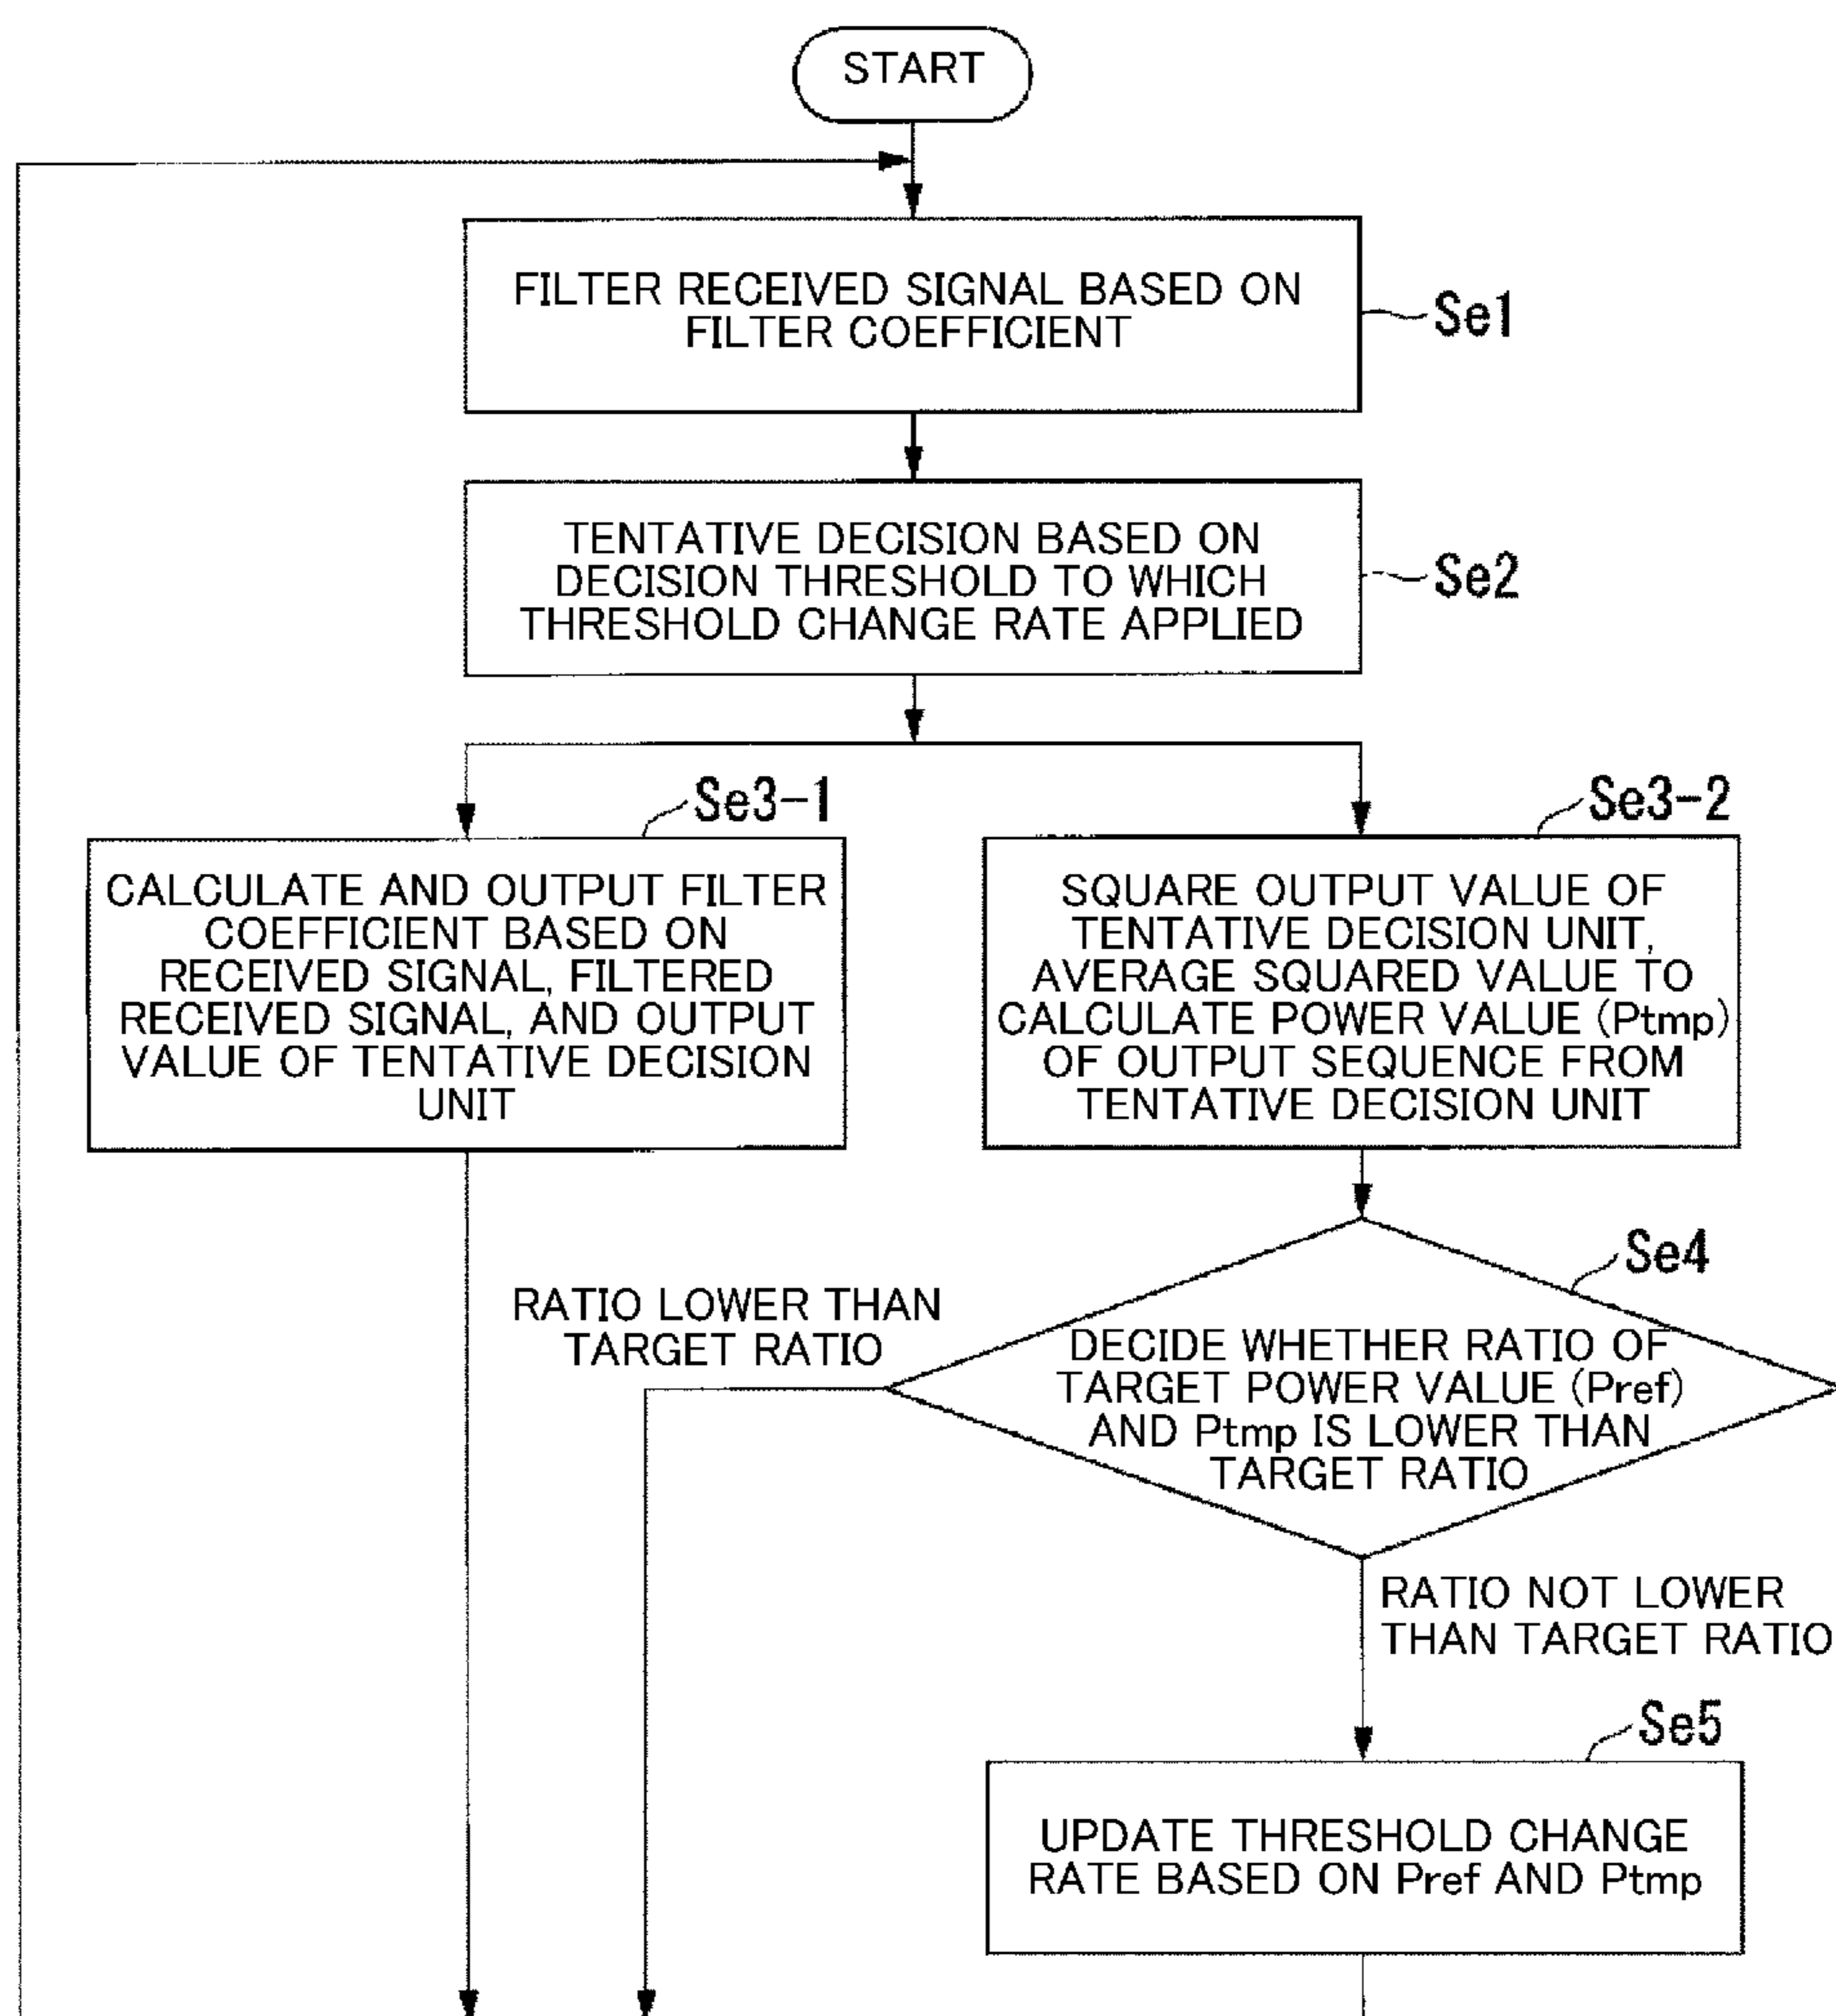 START
FILTER RECEIVED SIGNAL BASED ON
FILTER COEFFICIENT
Se1
TENTATIVE DECISION BASED ON
DECISION THRESHOLD TO WHICH
THRESHOLD CHANGE RATE APPLIED
Se2
Se3-1
CALCULATE AND OUTPUT FILTER
COEFFICIENT BASED ON
RECEIVED SIGNAL, FILTERED
RECEIVED SIGNAL, AND OUTPUT
VALUE OF TENTATIVE DECISION
UNIT
Se3-2
SQUARE OUTPUT VALUE OF
TENTATIVE DECISION UNIT,
AVERAGE SQUARED VALUE TO
CALCULATE POWER VALUE (Ptmp)
OF OUTPUT SEQUENCE FROM
TENTATIVE DECISION UNIT
Se4
RATIO LOWER THAN
TARGET RATIO
DECIDE WHETHER RATIO OF
TARGET POWER VALUE (Pref)
AND Ptmp IS LOWER THAN
TARGET RATIO
RATIO NOT LOWER
THAN TARGET RATIO
Se5
UPDATE THRESHOLD CHANGE
RATE BASED ON Pref AND Ptmp